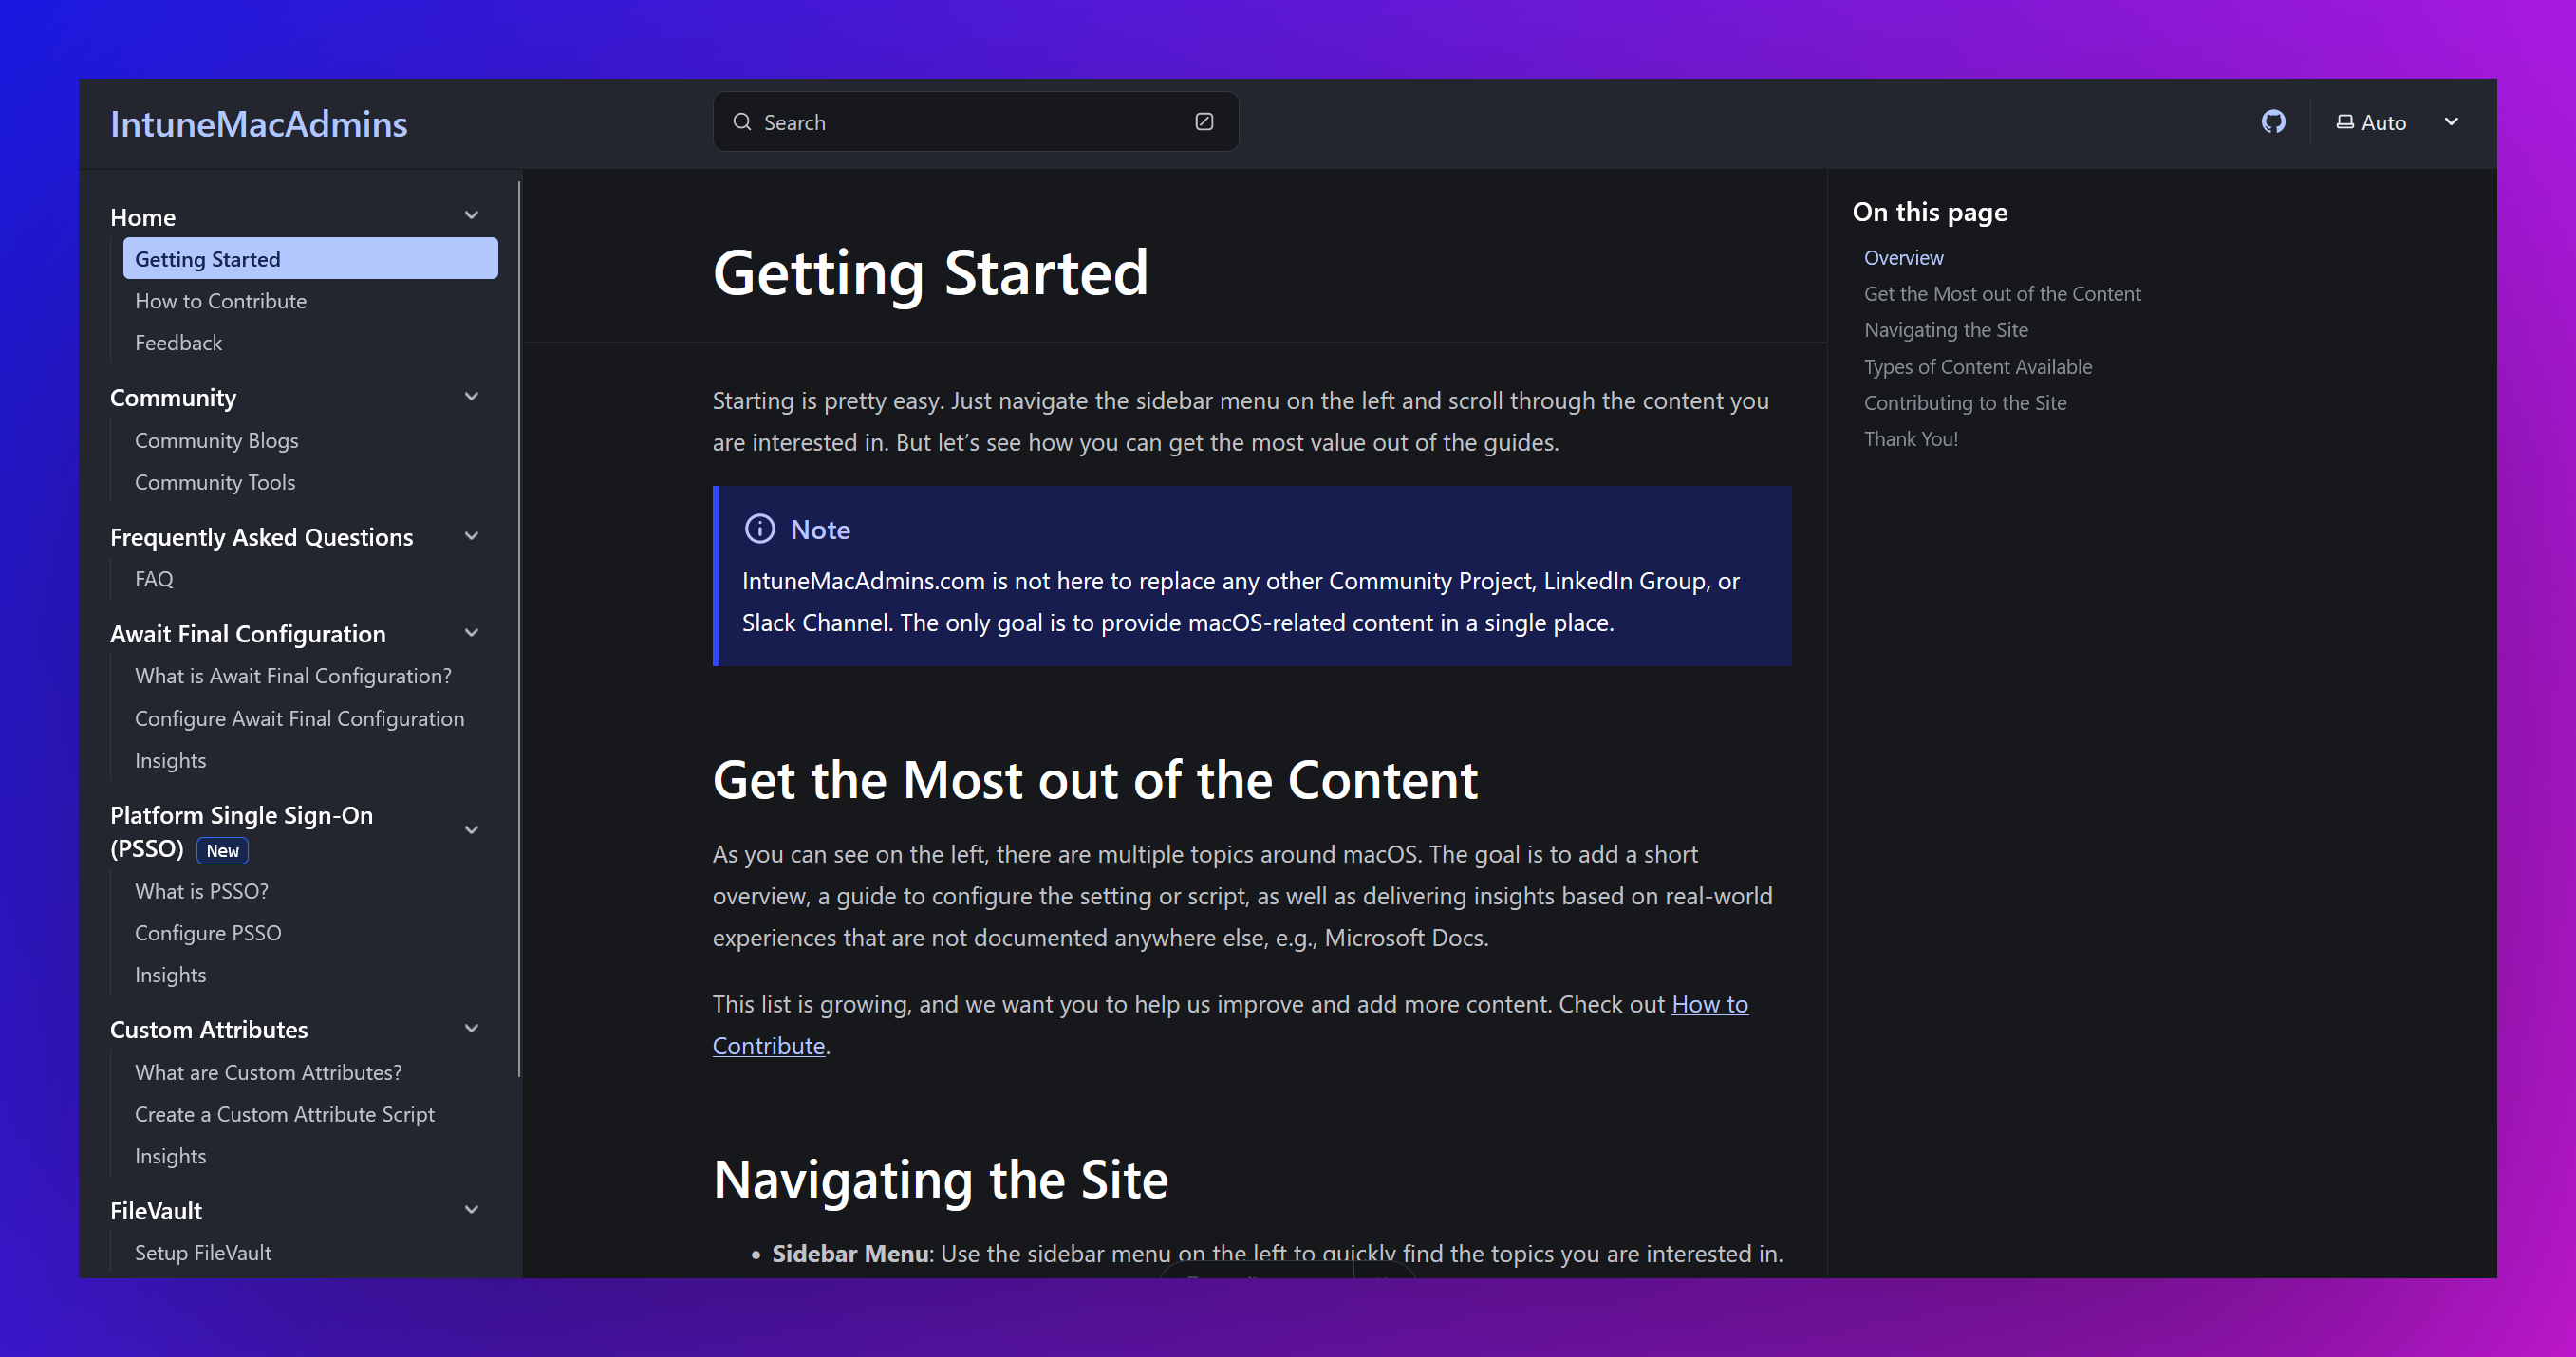 IntuneMacAdmins
Search
Auto
Home
Getting Started
How to Contribute
Feedback
Community
Community Blogs
Community Tools
Frequently Asked Questions
FAQ
Await Final Configuration
What is Await Final Configuration?
Configure Await Final Configuration
Insights
Platform Single Sign-On
(PSSO) New
What is PSSO?
Configure PSSO
Insights
Custom Attributes
What are Custom Attributes?
Create a Custom Attribute Script
Insights
FileVault
Setup FileVault
Getting Started
Starting is pretty easy. Just navigate the sidebar menu on the left and scroll through the content you
are interested in. But let’s see how you can get the most value out of the guides.
Note
IntuneMacAdmins.com is not here to replace any other Community Project, LinkedIn Group, or
Slack Channel. The only goal is to provide macOS-related content in a single place.
Get the Most out of the Content
As you can see on the left, there are multiple topics around macOS. The goal is to add a short
overview, a guide to configure the setting or script, as well as delivering insights based on real-world
experiences that are not documented anywhere else, e.g., Microsoft Docs.
This list is growing, and we want you to help us improve and add more content. Check out How to
Contribute.
Navigating the Site
• Sidebar Menu: Use the sidebar menu on the left to quickly find the topics you are interested in.
On this page
Overview
Get the Most out of the Content
Navigating the Site
Types of Content Available
Contributing to the Site
Thank You!